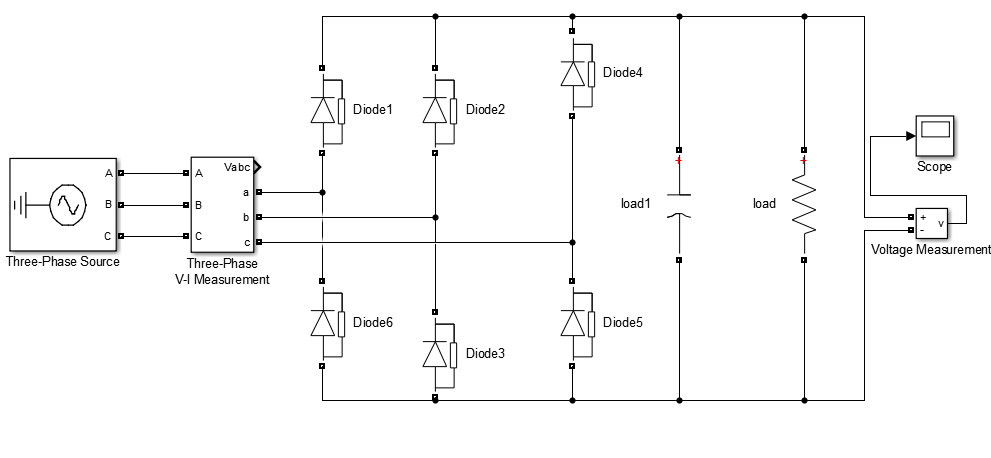 Diode4
Diode1
Diode2
Vabc
A
A
a
B
B
b
C
C
c
Three-Phase Source
Three-Phase
V-I Measurement
load1
load
Scope
+
-
v
Voltage Measurement
Diode6
Diode3
Diode5